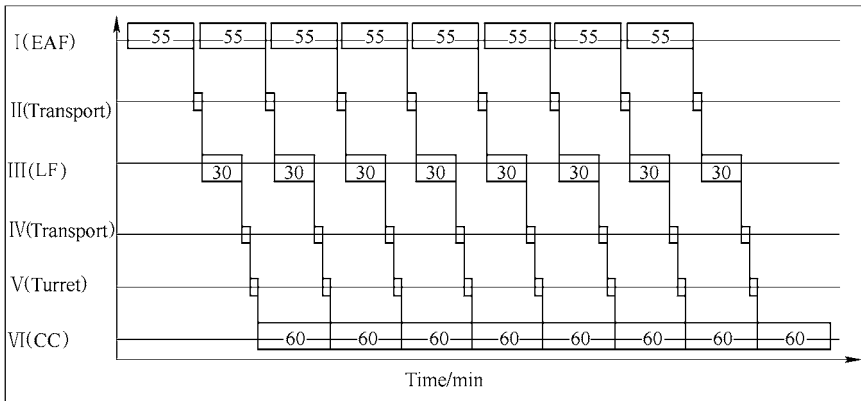 I(EAF) 55 55 55 55 55 55 55 55
II(Transport)
III(LF) 30 30 30 30 30 30 30 30
IV(Transport)
V(Turret)
VI(CC) 60 60 60 60 60 60 60 60
Time/min